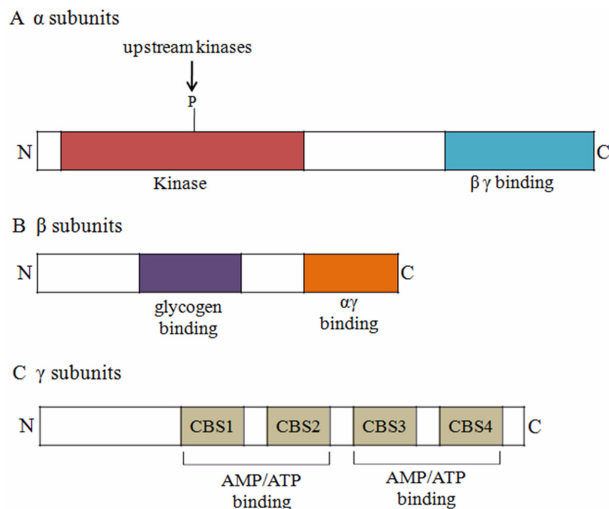 A α subunits
upstream kinases
P
N
C
Kinase
βγ binding
B β subunits
N
C
glycogen
binding
αγ
binding
C γ subunits
N
CBS1
CBS2
CBS3
CBS4
C
AMP/ATP
binding
AMP/ATP
binding